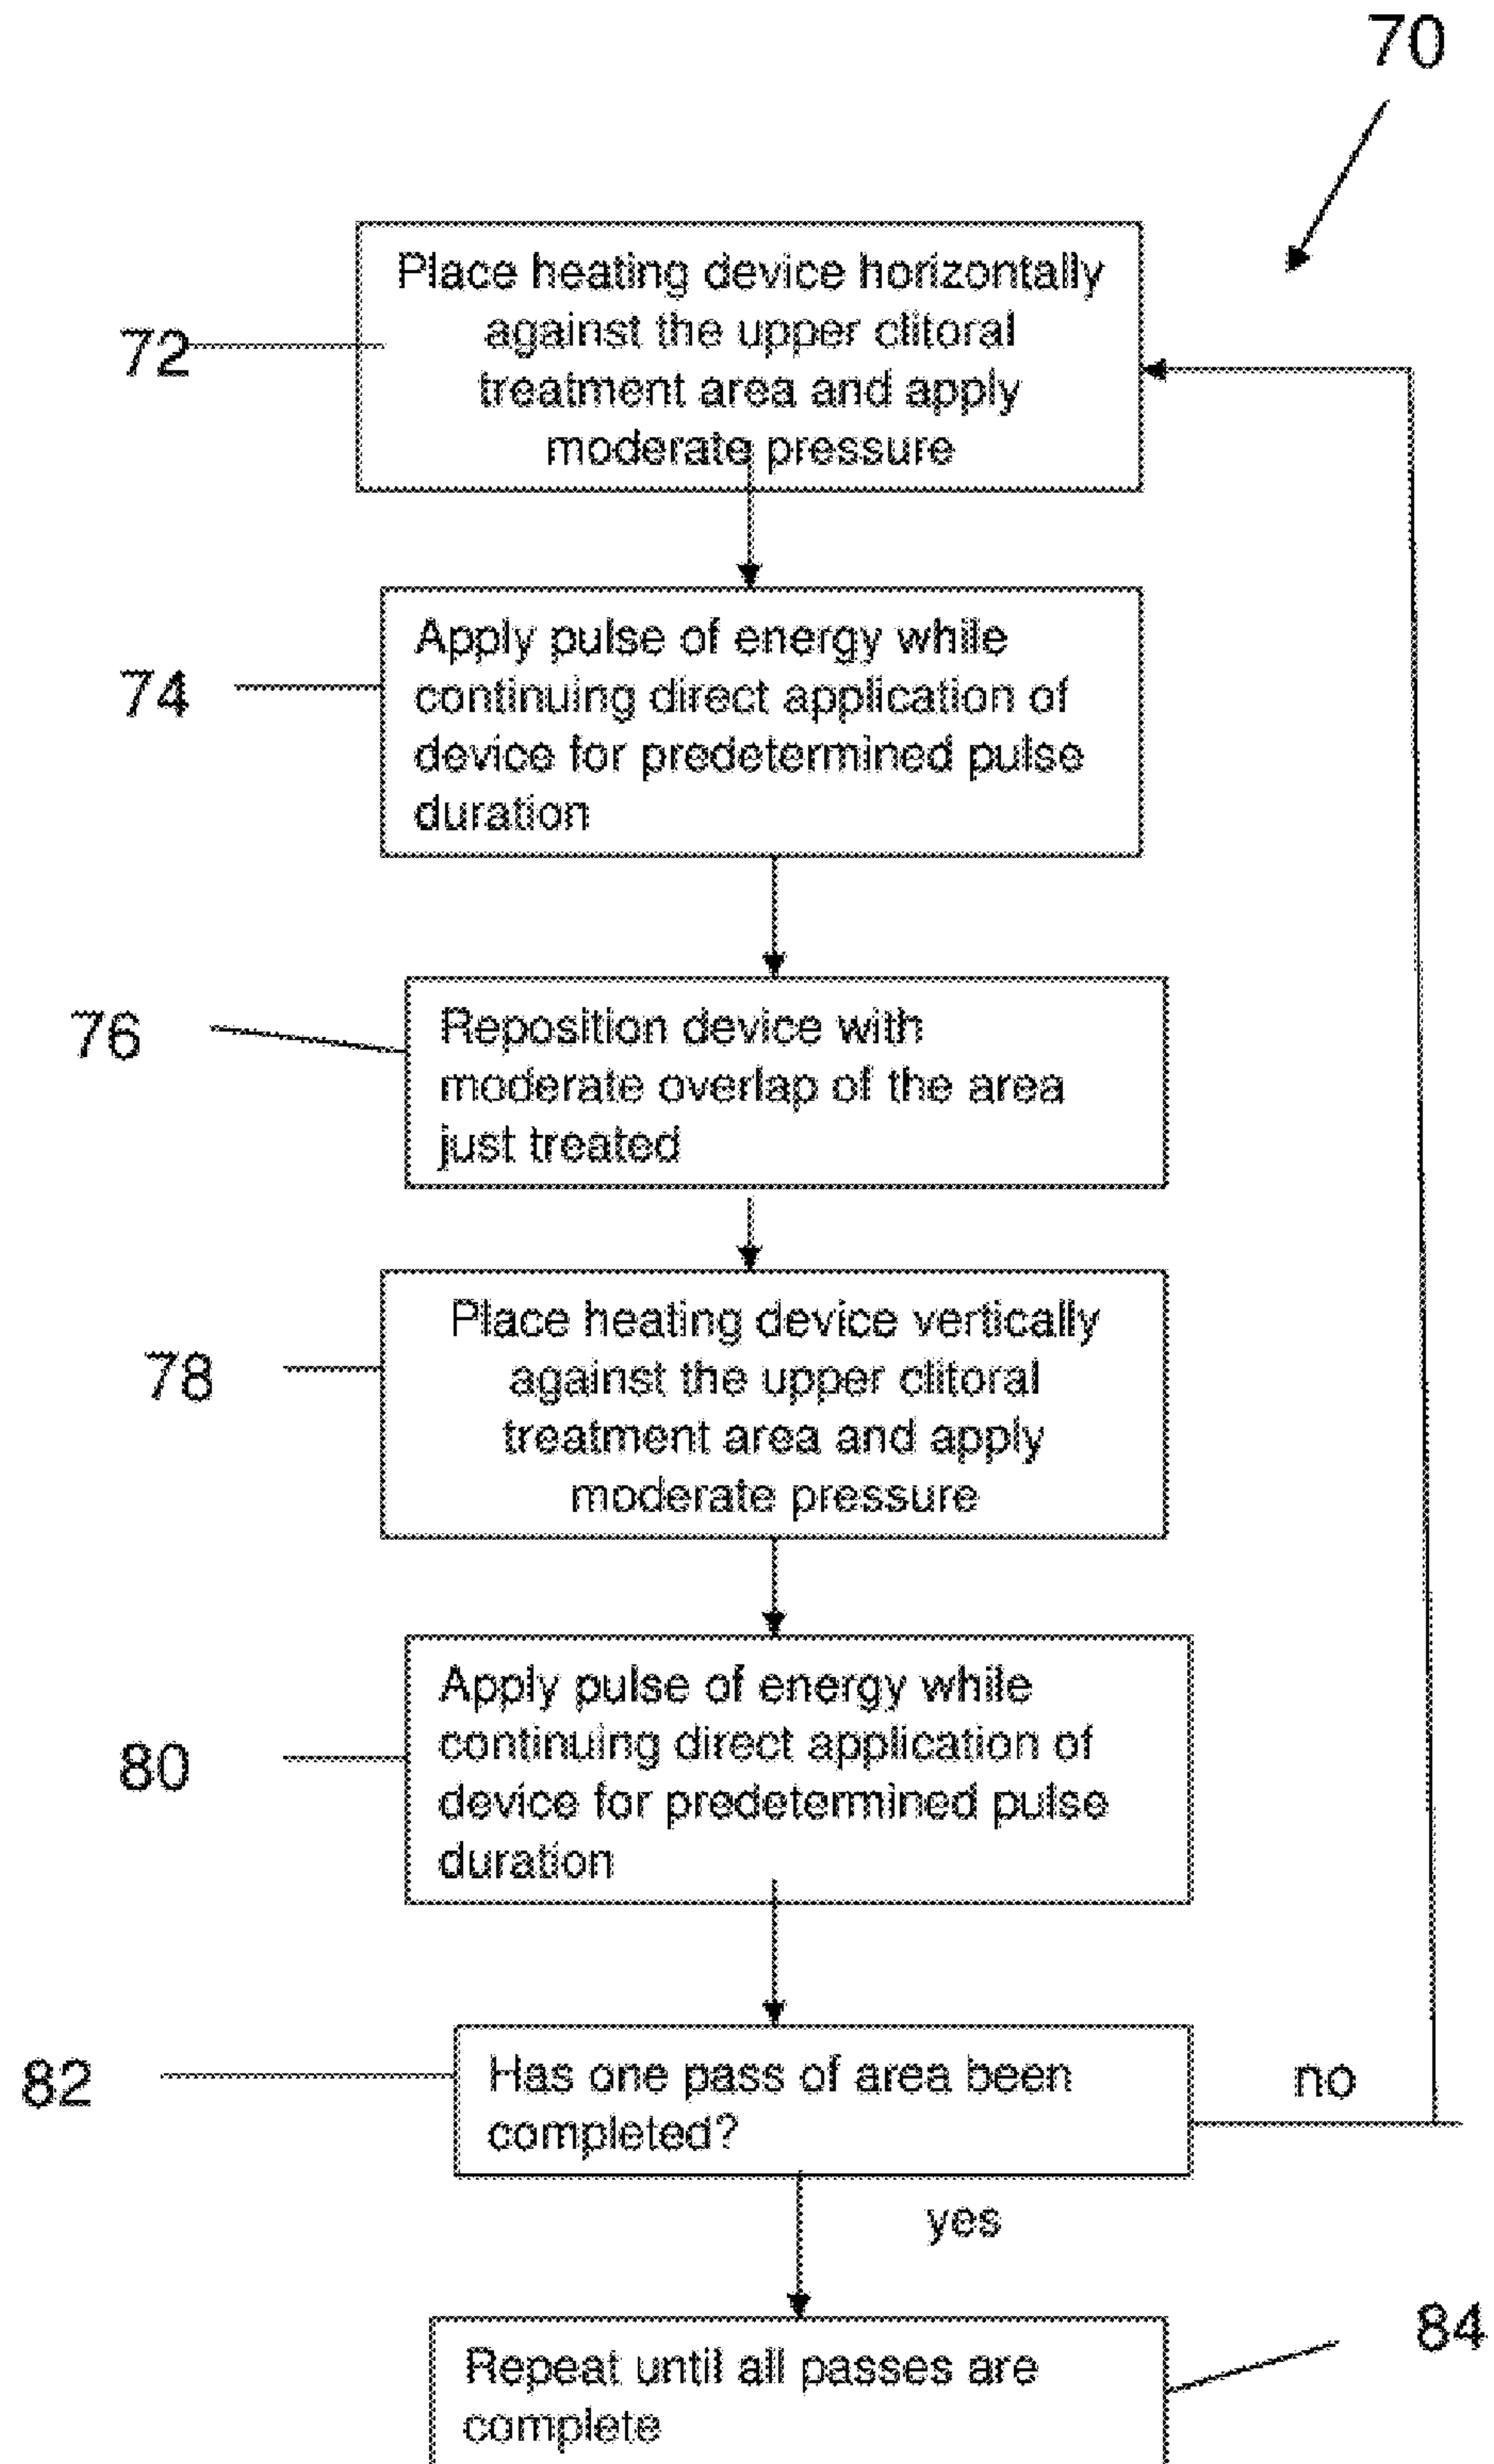 70
Place heating device horizontally
against the upper clitoral
treatment area and apply
moderate pressure
72
Apply pulse of energy while
continuing direct application of
device for predetermined pulse
duration
74
Reposition device with
moderate overlap of the area
just treated
76
Place heating device vertically
against the upper clitoral
treatment area and apply
moderate pressure
78
Apply pulse of energy while
continuing direct application of
device for predetermined pulse
duration
80
Has one pass of area been
completed?
82
no
yes
84
Repeat until all passes are
complete